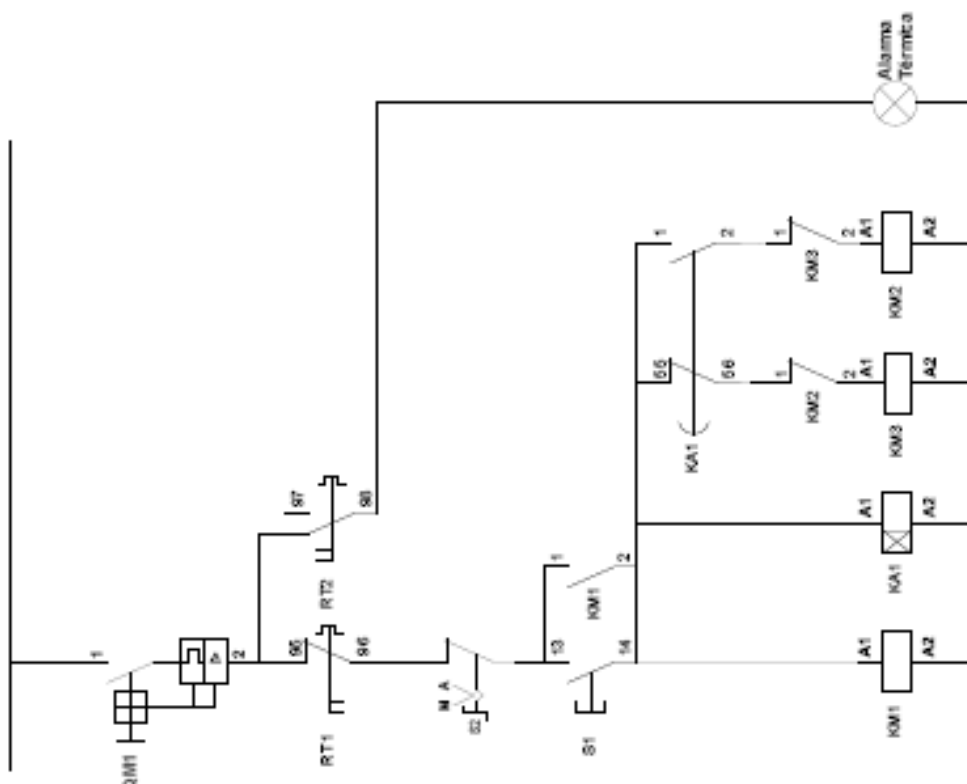 Alarma
Térmica
1
2
1
2
A1
A2
KM3
KM2
55
56
1
2
A1
A2
KA1
KM2
KM3
97
98
RT2
1
2
KM1
A1
A2
KA1
1
2
QM1
95
96
RT1
M A
S2
13
14
S1
A1
A2
KM1